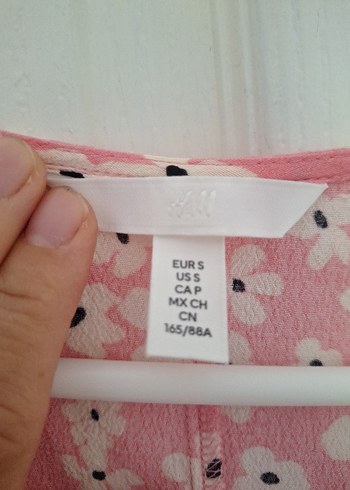 H&M
EUR S
US S
CA P
MX CH
CN
165/88A